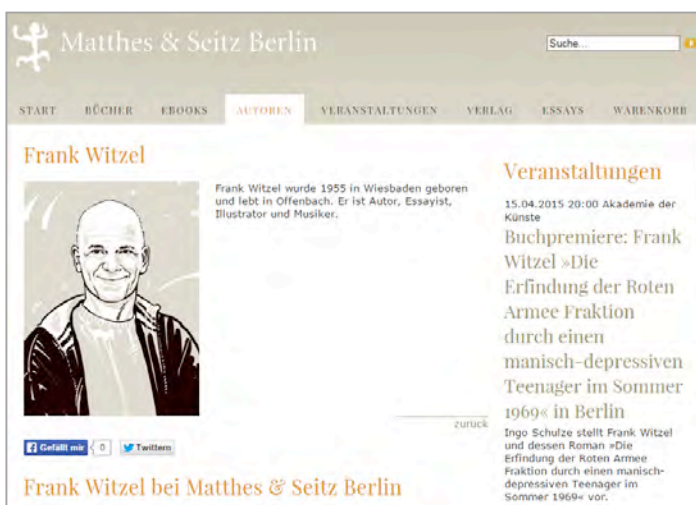 Matthes & Seitz Berlin
Suche...
START BÜCHER EBOOKS AUTOREN VERANSTALTUNGEN VERLAG ESSAYS WARENKORB
Frank Witzel
Frank Witzel wurde 1955 in Wiesbaden geboren
und lebt in Offenbach. Er ist Autor, Essayist,
Illustrator und Musiker.
zurück
Gefällt mir 0 Twittern
Frank Witzel bei Matthes & Seitz Berlin
Veranstaltungen
15.04.2015 20:00 Akademie der
Künste
Buchpremiere: Frank
Witzel »Die
Erfindung der Roten
Armee Fraktion
durch einen
manisch-depressiven
Teenager im Sommer
1969« in Berlin
Ingo Schulze stellt Frank Witzel
und dessen Roman »Die
Erfindung der Roten Armee
Fraktion durch einen manisch-
depressiven Teenager im
Sommer 1969« vor.